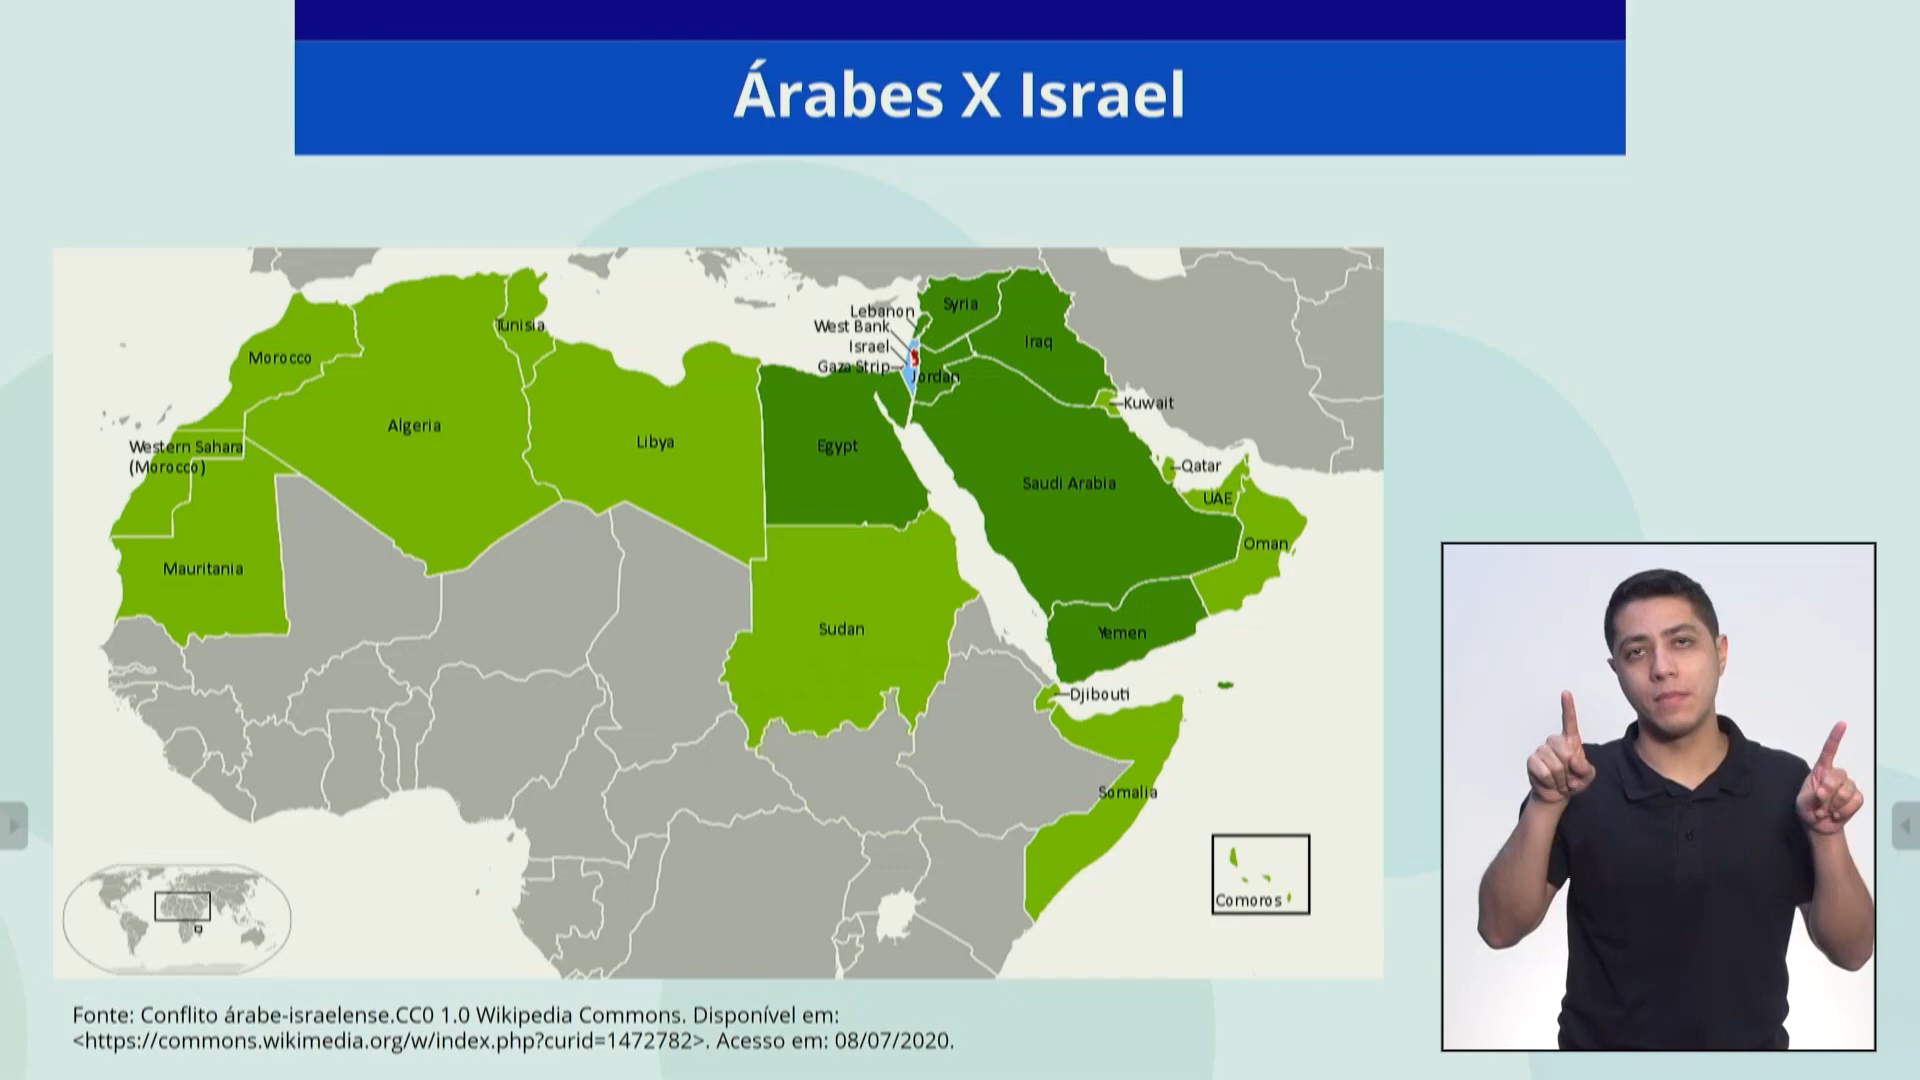 Árabes X Israel
Lebanon
Syria
West Bank
Tunisia
Israel
Iraq
Morocco
Gaza Strip
Jordan
Kuwait
Algeria
Libya
Egypt
Western Sahara
(Morocco)
Qatar
Saudi Arabia
UAE
Oman
Mauritania
Sudan
Yemen
Djibouti
Somalia
Comoros
Fonte: Conflito árabe-israelense.CC0 1.0 Wikipedia Commons. Disponível em:
<https://commons.wikimedia.org/w/index.php?curid=1472782>. Acesso em: 08/07/2020.